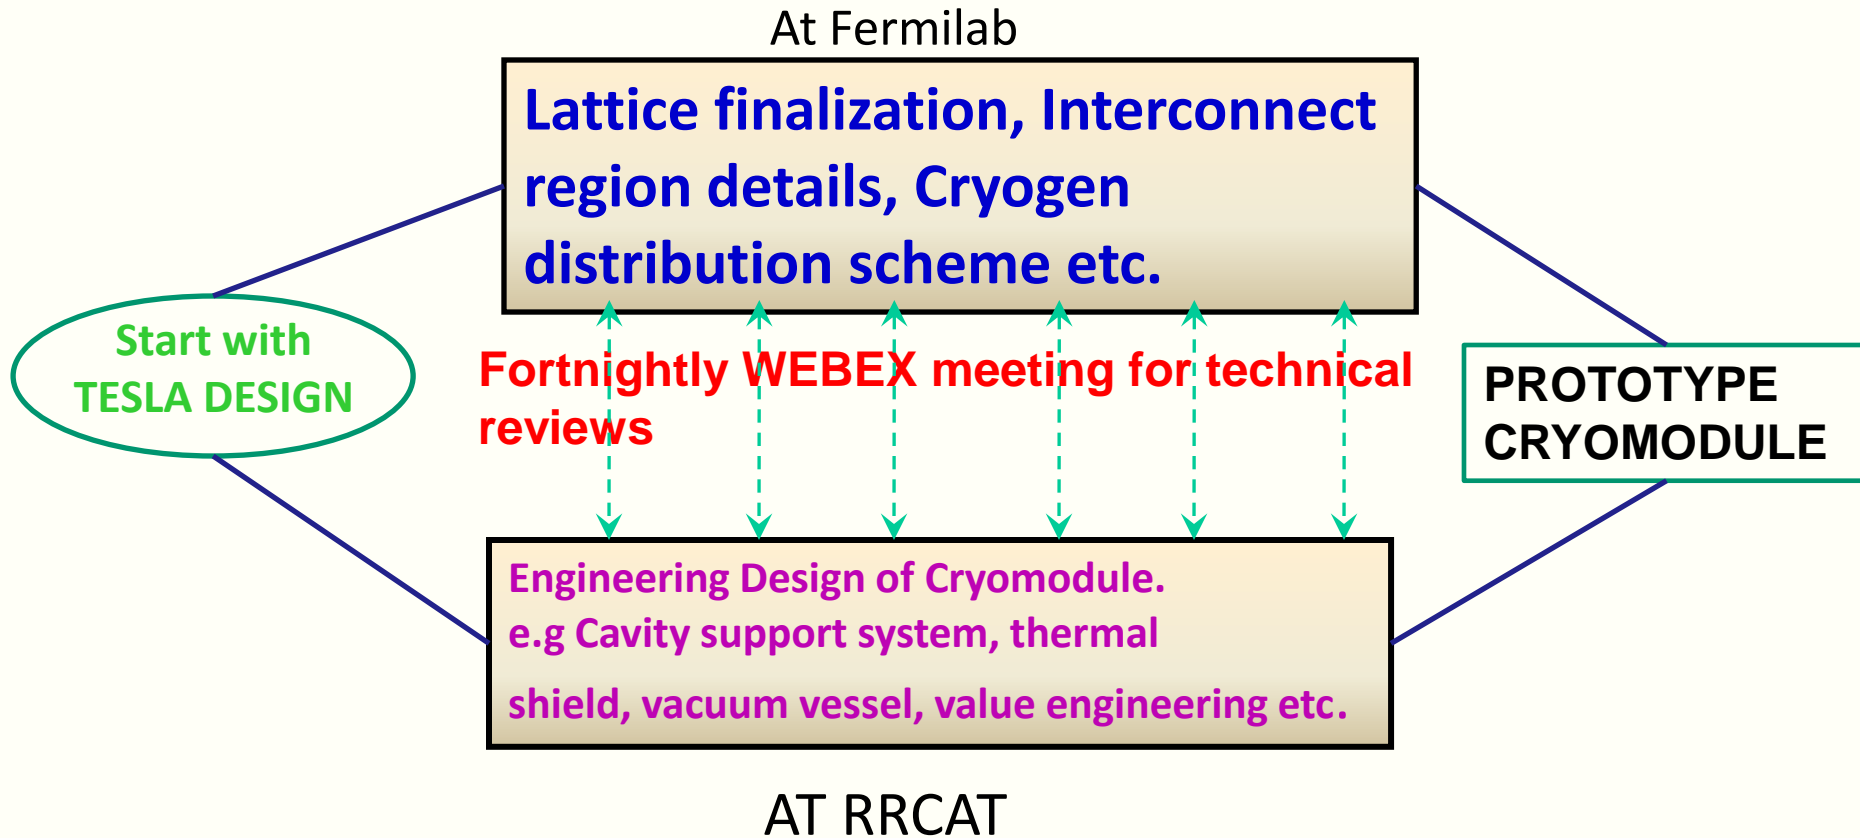 At Fermilab
Lattice finalization, Interconnect
region details, Cryogen
distribution scheme etc.
Start with
TESLA DESIGN
Fortnightly WEBEX meeting for technical
reviews
PROTOTYPE
CRYOMODULE
Engineering Design of Cryomodule.
e.g Cavity support system, thermal
shield, vacuum vessel, value engineering etc.
AT RRCAT